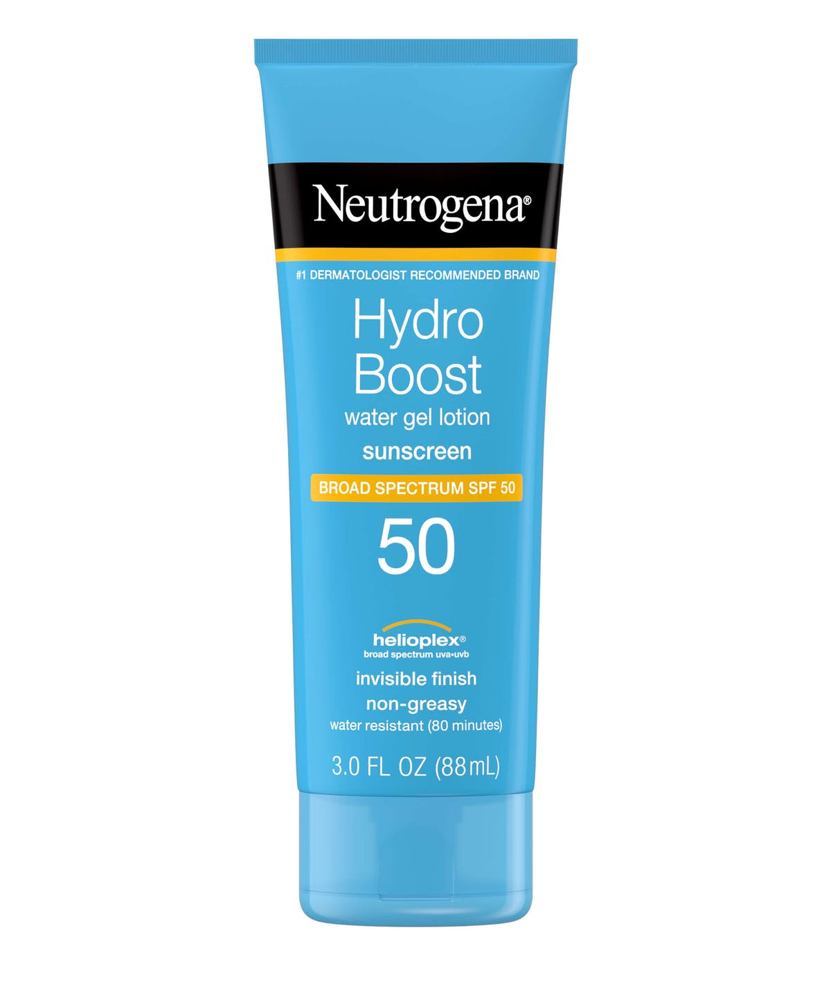 Neutrogena®
#1 DERMATOLOGIST RECOMMENDED BRAND
Hydro
Boost
water gel lotion
sunscreen
BROAD SPECTRUM SPF 50
50
helioplex®
broad spectrum uva•uvb
invisible finish
non-greasy
water resistant (80 minutes)
3.0 FL OZ (88mL)